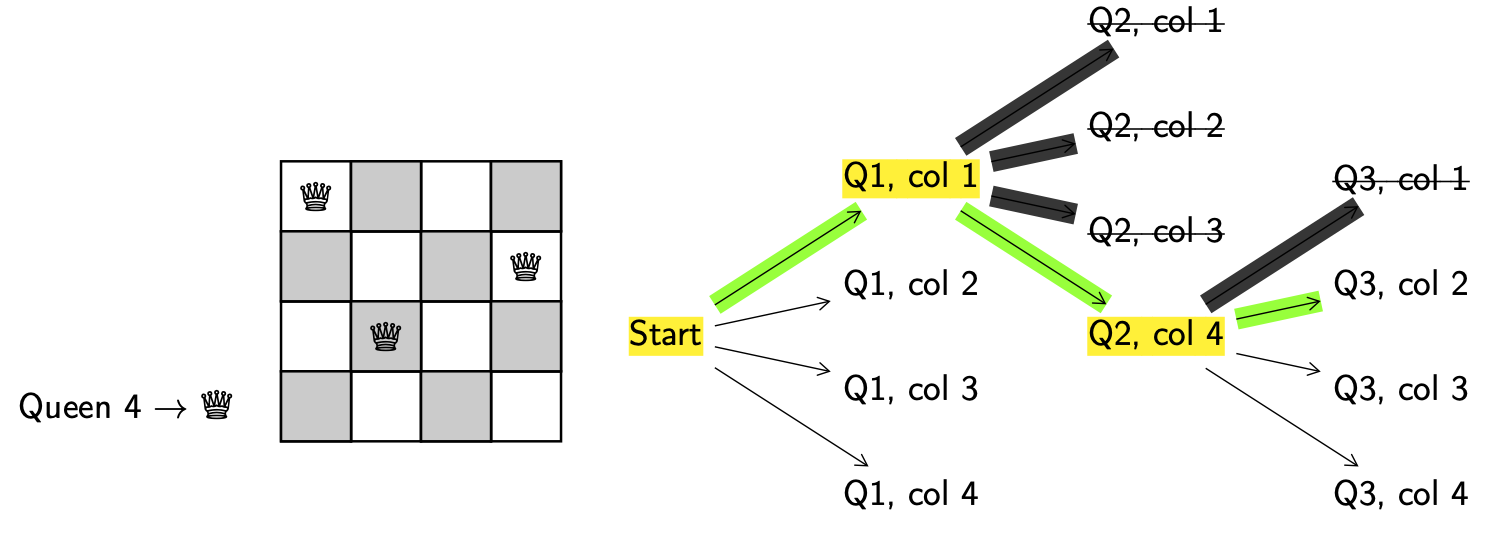 Queen 4 → ♕
Start
Q1, col 1
Q1, col 2
Q1, col 3
Q1, col 4
Q2, col 1
Q2, col 2
Q2, col 3
Q2, col 4
Q3, col 1
Q3, col 2
Q3, col 3
Q3, col 4